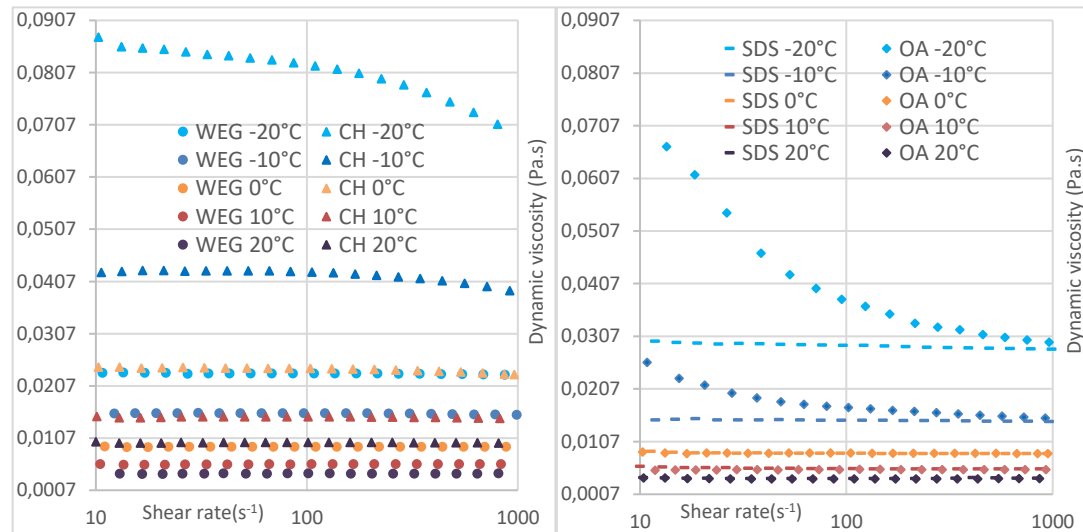 0,0907
0,0807
0,0707
0,0607
0,0507
0,0407
0,0307
0,0207
0,0107
0,0007
WEG -20°C CH -20°C
WEG -10°C CH -10°C
WEG 0°C CH 0°C
WEG 10°C CH 10°C
WEG 20°C CH 20°C
10 Shear rate(s⁻¹) 100 1000
Dynamic viscosity (Pa.s)
0,0907
0,0807
0,0707
0,0607
0,0507
0,0407
0,0307
0,0207
0,0107
0,0007
SDS -20°C OA -20°C
SDS -10°C OA -10°C
SDS 0°C OA 0°C
SDS 10°C OA 10°C
SDS 20°C OA 20°C
10 Shear rate(s⁻¹) 100 1000
Dynamic viscosity (Pa.s)